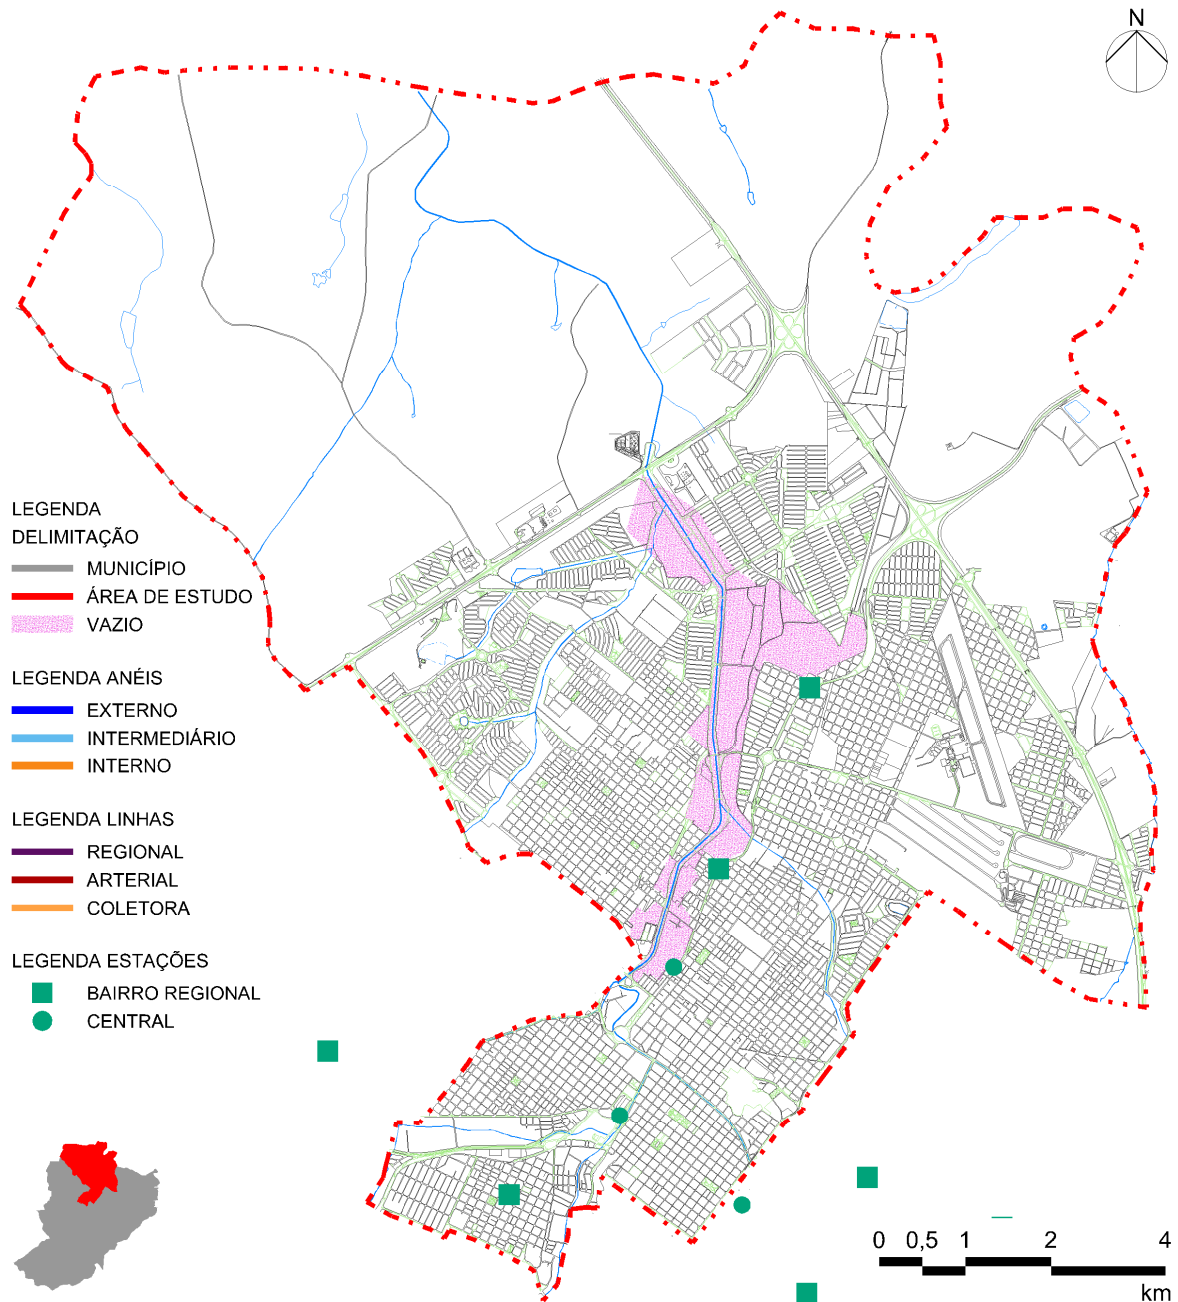 N
LEGENDA
DELIMITAÇÃO
MUNICÍPIO
ÁREA DE ESTUDO
VAZIO
LEGENDA ANÉIS
EXTERNO
INTERMEDIÁRIO
INTERNO
LEGENDA LINHAS
REGIONAL
ARTERIAL
COLETORA
LEGENDA ESTAÇÕES
BAIRRO REGIONAL
CENTRAL
0 0,5 1 2 4
km